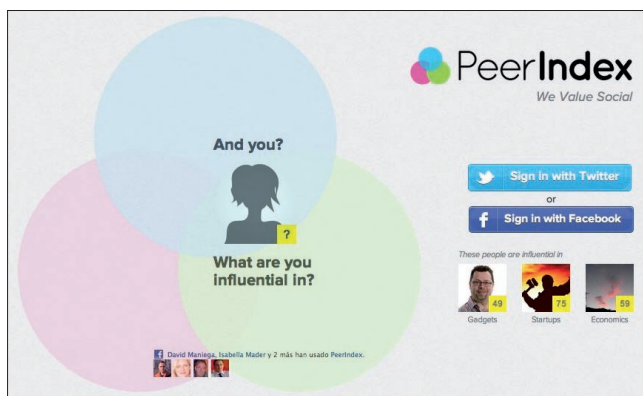 PeerIndex
We Value Social
And you?
?
What are you
influential in?
Sign in with Twitter
or
f Sign in with Facebook
These people are influential in
49
75
59
Gadgets
Startups
Economics
f David Maniega, Isabella Mader y 2 más han usado PeerIndex.